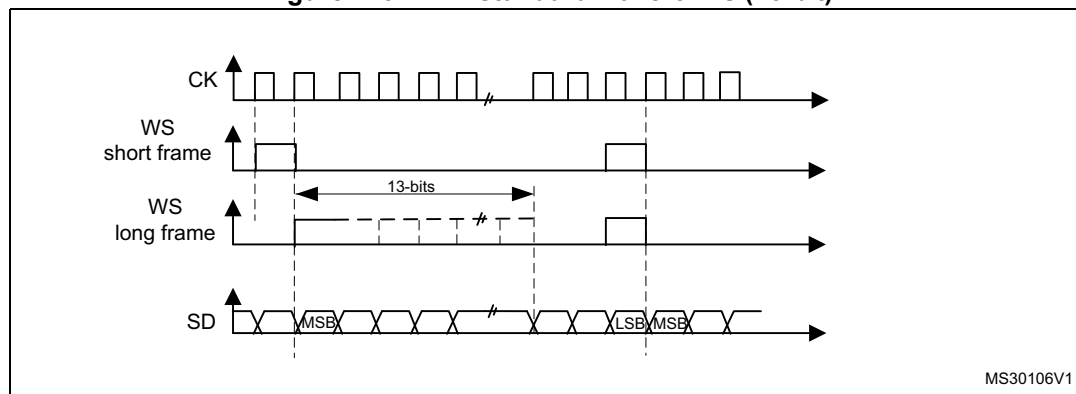 CK
WS
short frame
13-bits
WS
long frame
SD
MSB
LSB
MSB
MS30106V1